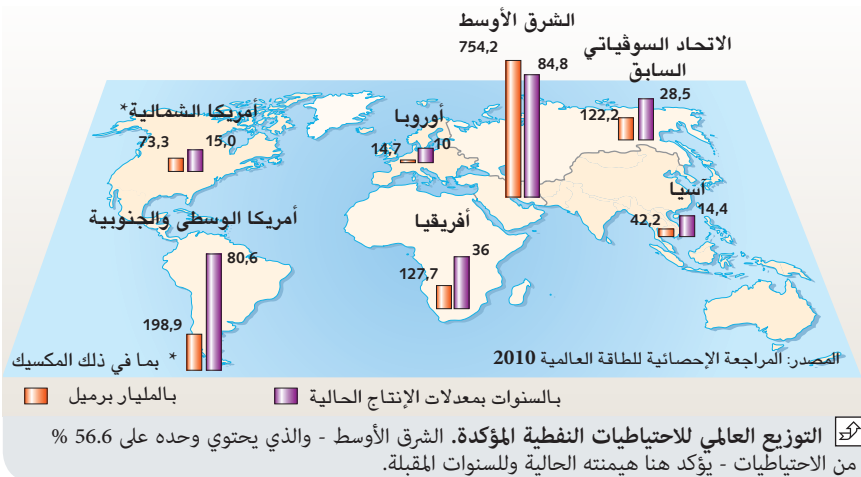 الشرق الأوسط
754,2
84,8
الاتحاد السوڤياتي
السابق
28,5
122,2
أمريكا الشمالية*
73,3
15,0
أوروبا
14,7
10
آسيا
42,2
14,4
أمريكا الوسطى والجنوبية
80,6
198,9
أفريقيا
36
127,7
* بما في ذلك المكسيك
المصدر: المراجعة الإحصائية للطاقة العالمية 2010
بالسنوات بمعدلات الإنتاج الحالية
بالمليار برميل
التوزيع العالمي للاحتياطيات النفطية المؤكدة. الشرق الأوسط - والذي يحتوي وحده على 56.6 %
من الاحتياطيات - يؤكد هنا هيمنته الحالية وللسنوات المقبلة.